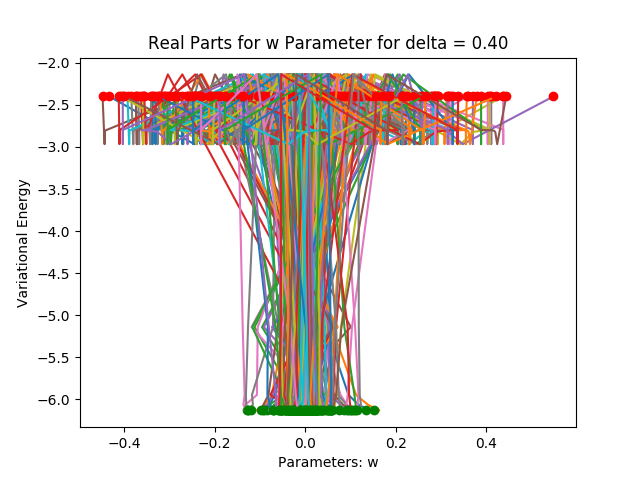 Real Parts for w Parameter for delta = 0.40
Variational Energy
−2.0
−2.5
−3.0
−3.5
−4.0
−4.5
−5.0
−5.5
−6.0
−0.4 −0.2 0.0 0.2 0.4
Parameters: w